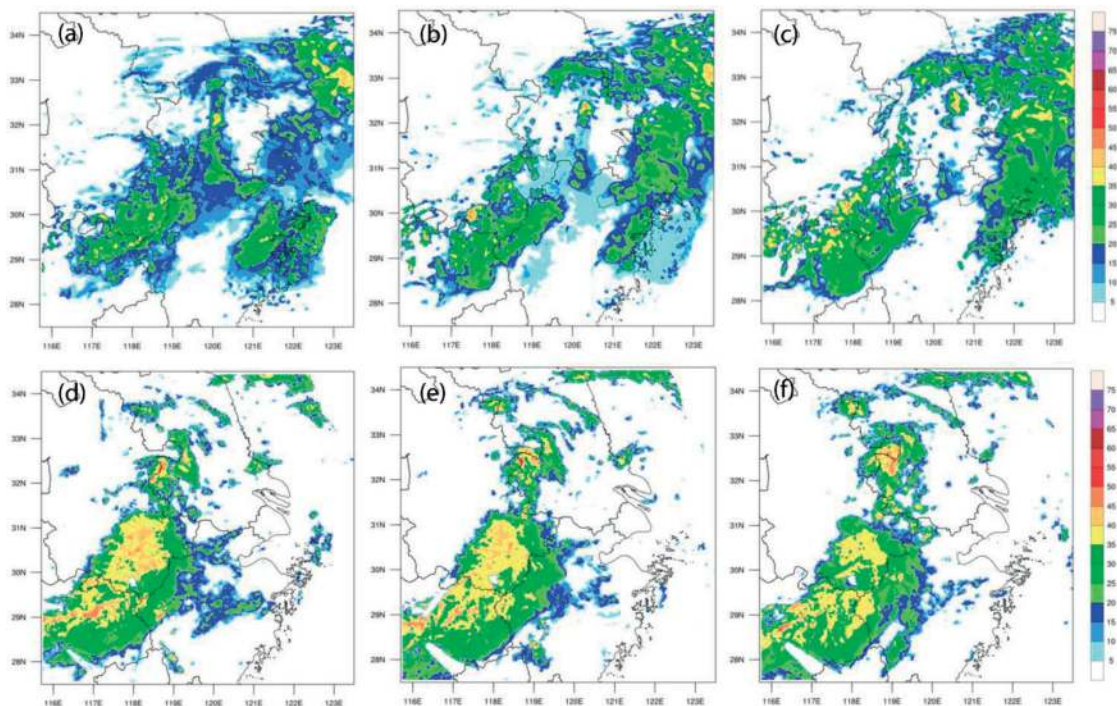 (a)
(b)
(c)
34N
33N
32N
31N
30N
29N
28N
116E 117E 118E 119E 120E 121E 122E 123E
34N
33N
32N
31N
30N
29N
28N
116E 117E 118E 119E 120E 121E 122E 123E
34N
33N
32N
31N
30N
29N
28N
116E 117E 118E 119E 120E 121E 122E 123E
75
70
65
60
55
50
45
40
35
30
25
20
15
10
5
(d)
(e)
(f)
34N
33N
32N
31N
30N
29N
28N
116E 117E 118E 119E 120E 121E 122E 123E
34N
33N
32N
31N
30N
29N
28N
116E 117E 118E 119E 120E 121E 122E 123E
34N
33N
32N
31N
30N
29N
28N
116E 117E 118E 119E 120E 121E 122E 123E
75
70
65
60
55
50
45
40
35
30
25
20
15
10
5